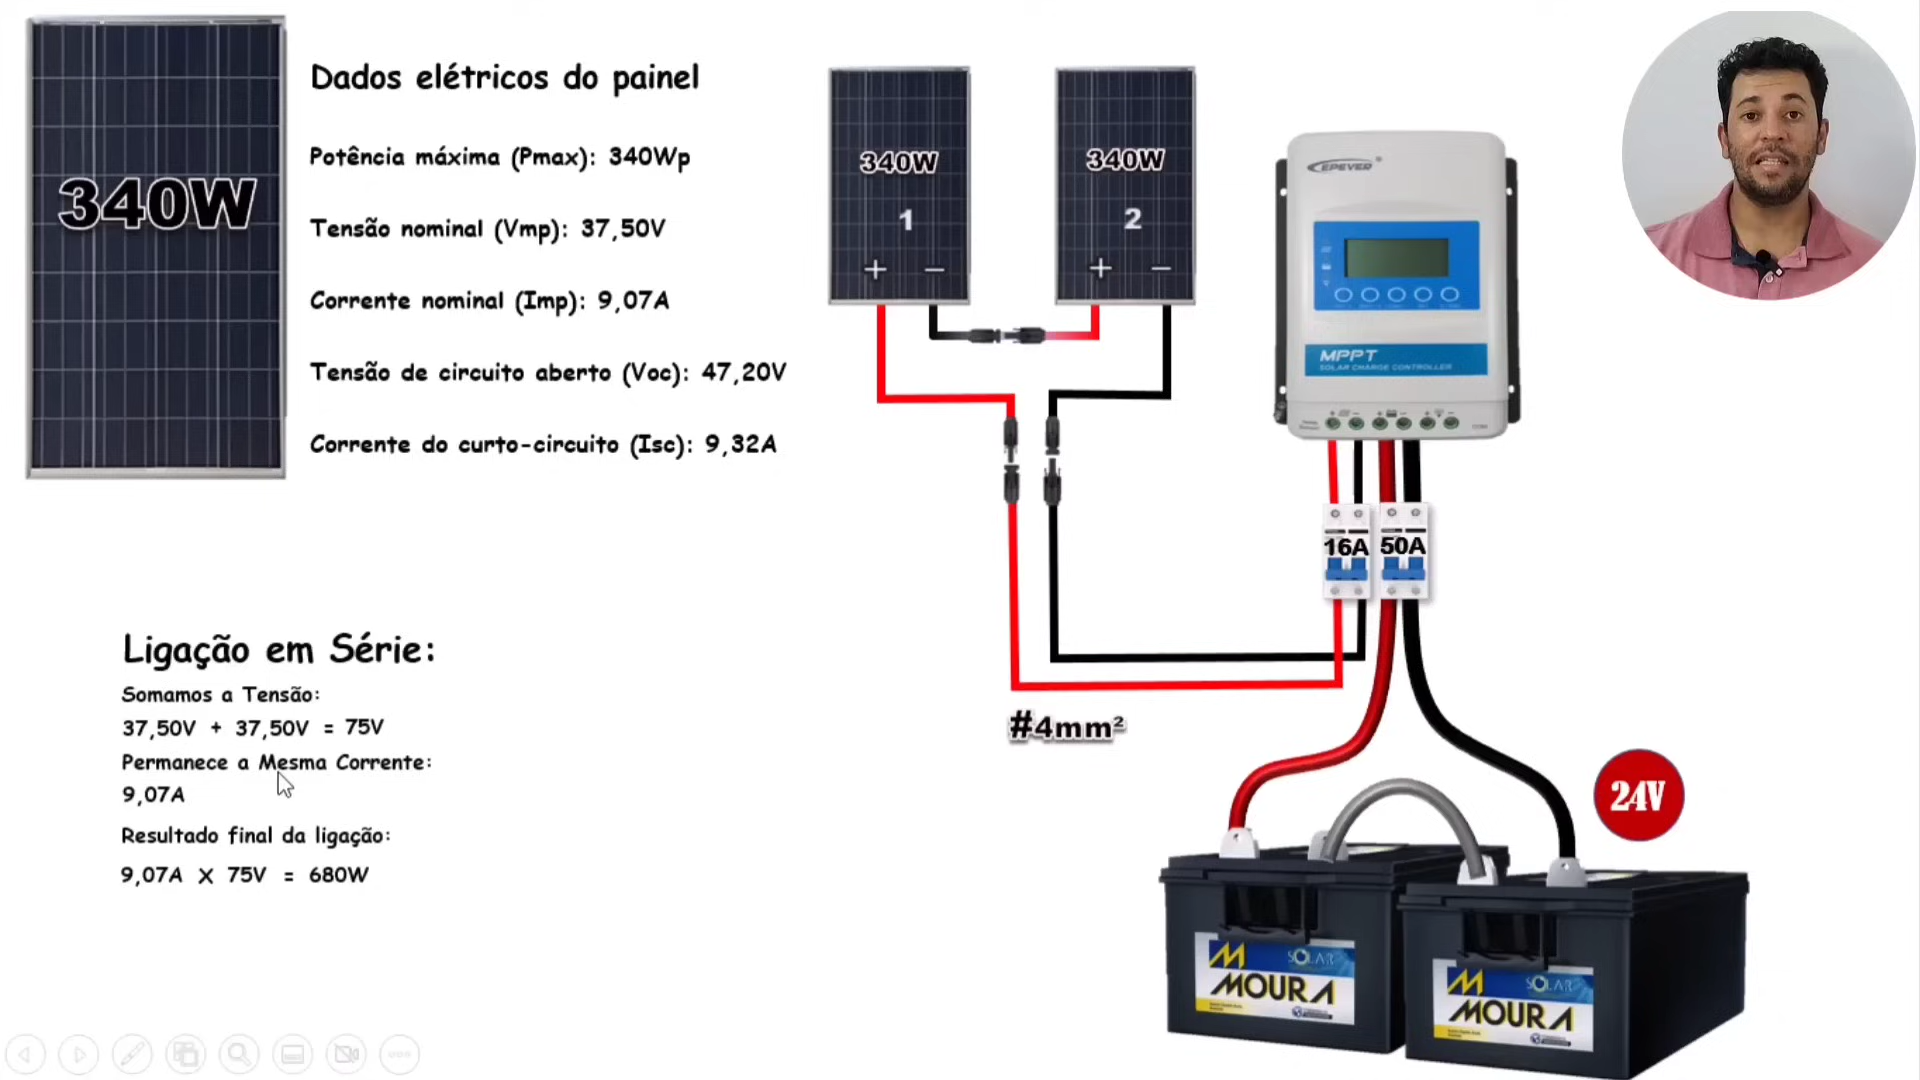 340W
Dados elétricos do painel
Potência máxima (Pmax): 340Wp
Tensão nominal (Vmp): 37,50V
Corrente nominal (Imp): 9,07A
Tensão de circuito aberto (Voc): 47,20V
Corrente do curto-circuito (Isc): 9,32A
Ligação em Série:
Somamos a Tensão:
37,50V + 37,50V = 75V
Permanece a Mesma Corrente:
9,07A
Resultado final da ligação:
9,07A X 75V = 680W
340W
1
+ −
340W
2
+ −
EPEVER
MPPT
SOLAR CHARGE CONTROLLER
16A
50A
#4mm²
24V
SOLAR
MOURA
SOLAR
MOURA